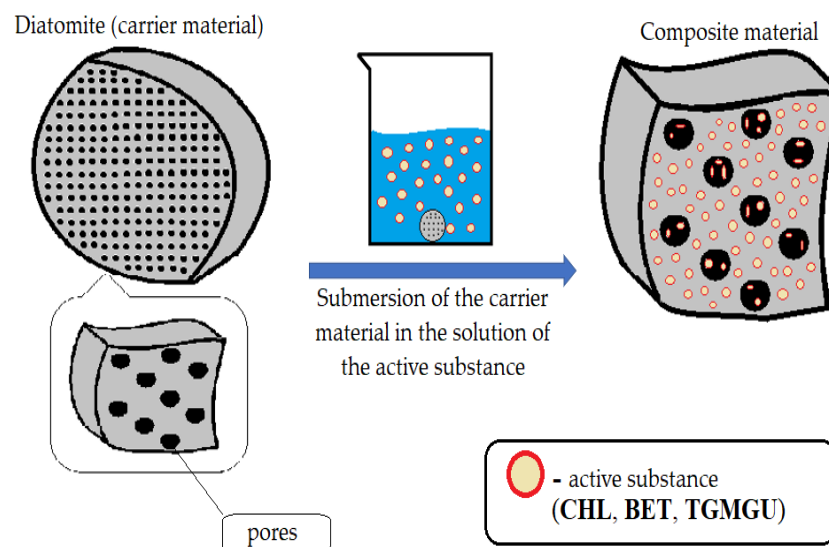 Diatomite (carrier material)
Composite material
Submersion of the carrier
material in the solution of
the active substance
pores
- active substance
(CHL, BET, TGMGU)